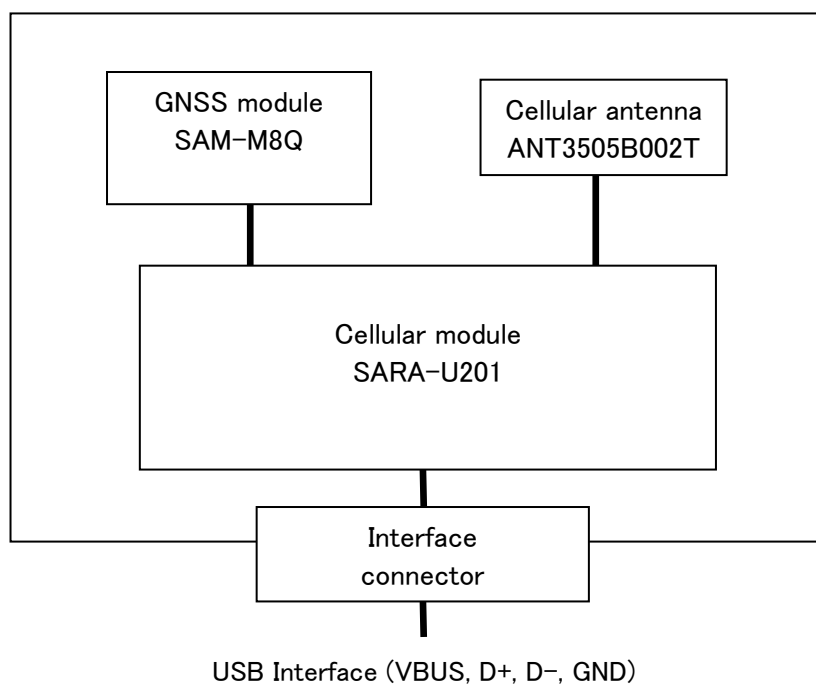 GNSS module
SAM-M8Q
Cellular antenna
ANT3505B002T
Cellular module
SARA-U201
Interface
connector
USB Interface (VBUS, D+, D-, GND)